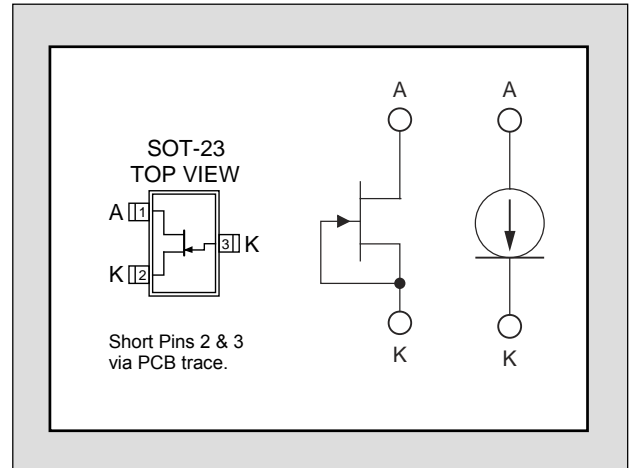 SOT-23
TOP VIEW
A 1
3 K
K 2
Short Pins 2 & 3
via PCB trace.
A
K
A
K